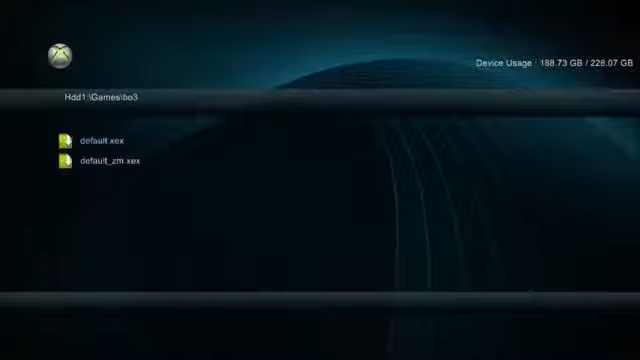 Device Usage : 188.73 GB / 228.07 GB
Hdd1:\Games\bo3
default.xex
default_zm.xex